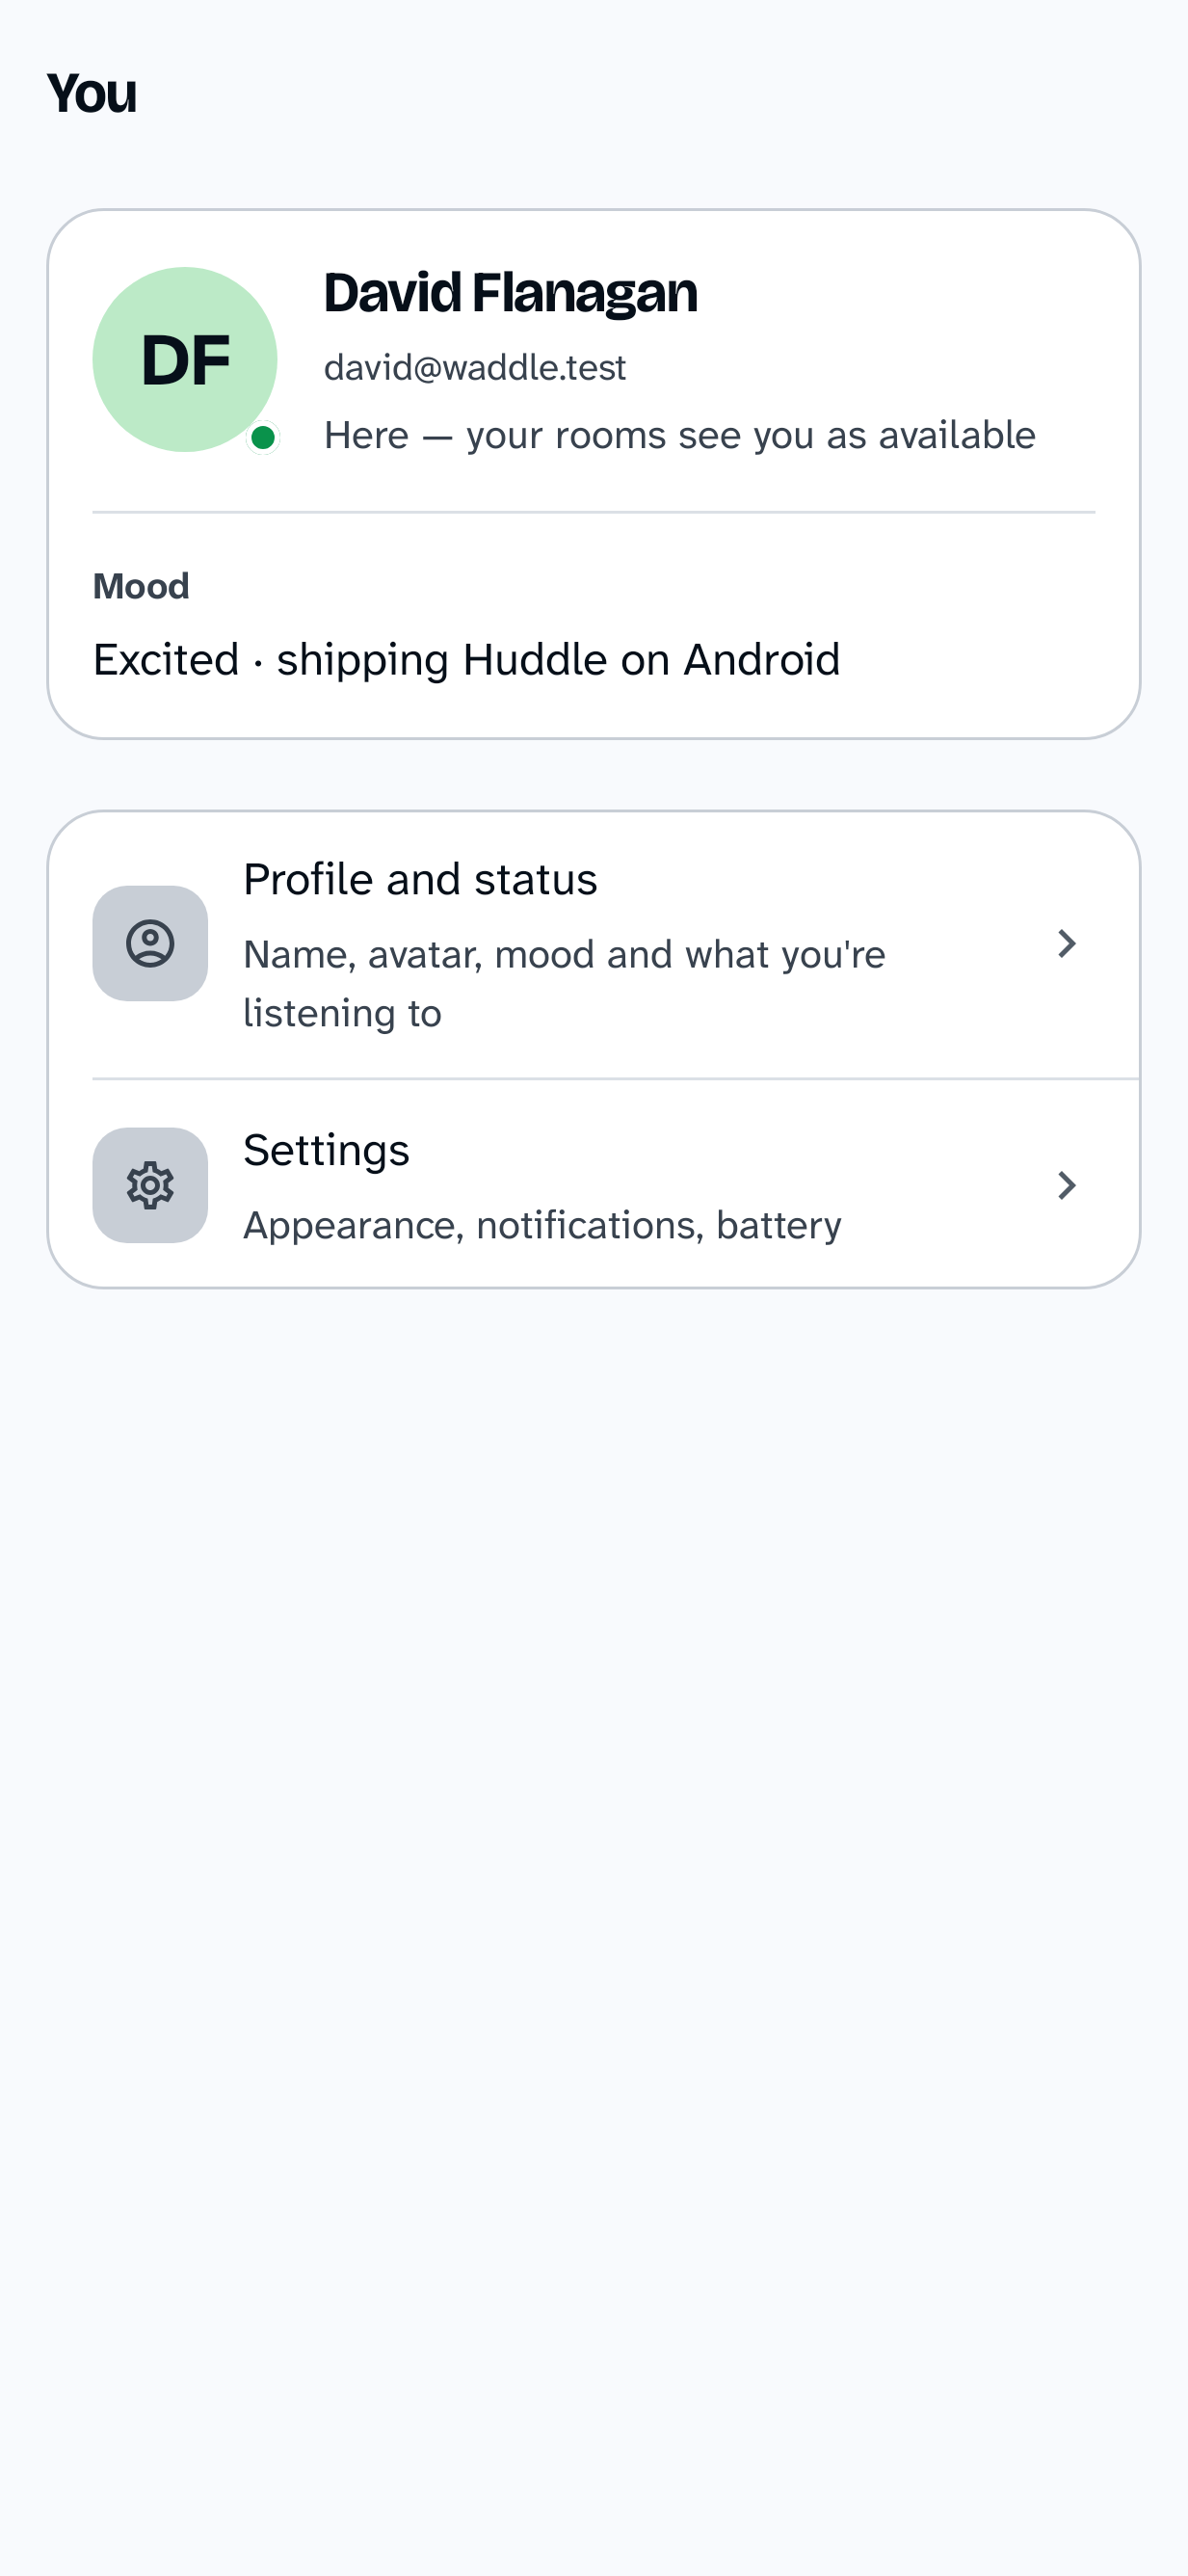 You
DF
David Flanagan
david@waddle.test
Here — your rooms see you as available
Mood
Excited · shipping Huddle on Android
Profile and status
Name, avatar, mood and what you're
listening to
Settings
Appearance, notifications, battery